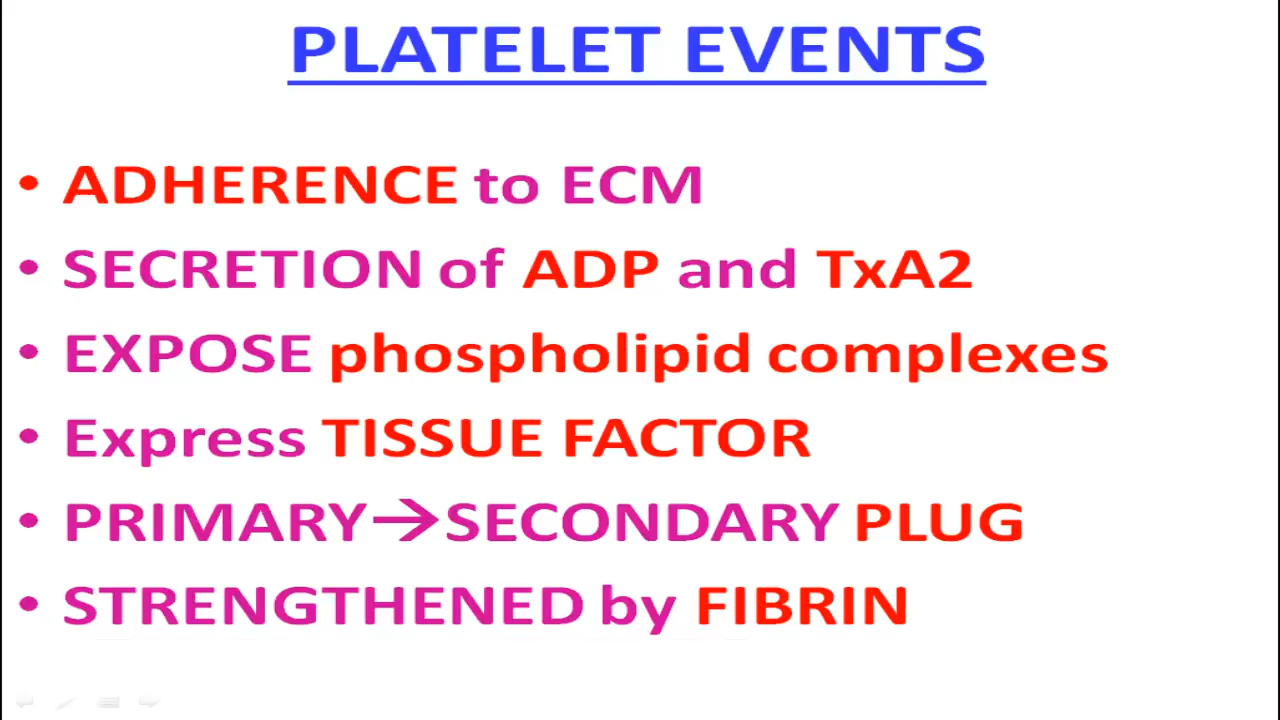 PLATELET EVENTS
• ADHERENCE to ECM
• SECRETION of ADP and TxA2
• EXPOSE phospholipid complexes
• Express TISSUE FACTOR
• PRIMARY→SECONDARY PLUG
• STRENGTHENED by FIBRIN